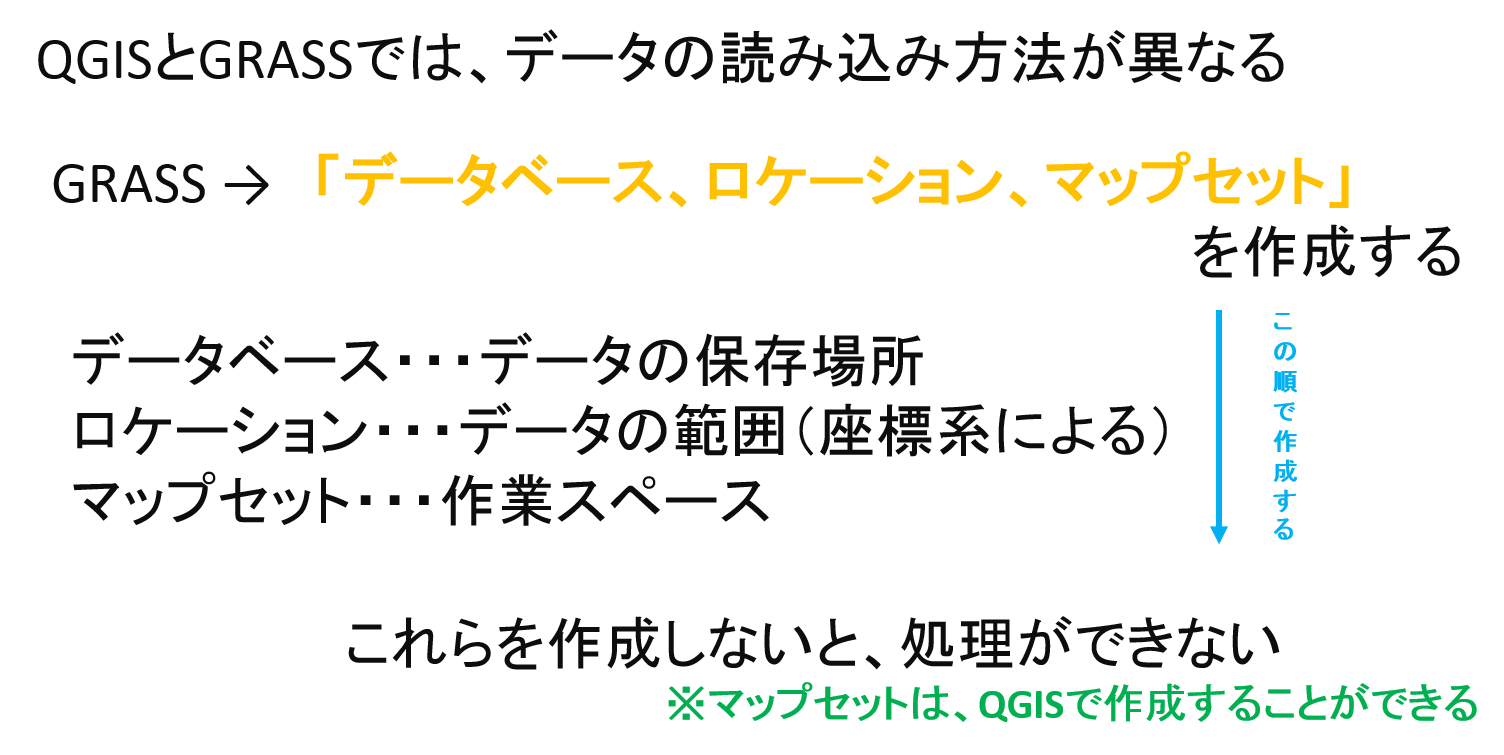 QGISとGRASSでは、データの読み込み方法が異なる
GRASS → 「データベース、ロケーション、マップセット」
を作成する
データベース・・・データの保存場所
ロケーション・・・データの範囲（座標系による）
マップセット・・・作業スペース
この順で作成する
これらを作成しないと、処理ができない
※マップセットは、QGISで作成することができる